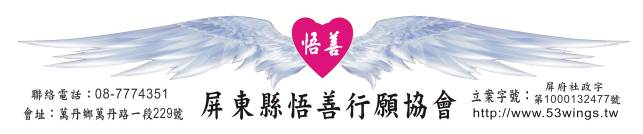 悟善
聯絡電話：08-7774351
會址：萬丹鄉萬丹路一段229號
屏東縣悟善行願協會
立案字號：屏府社政字第1000132477號
http://www.53wings.tw